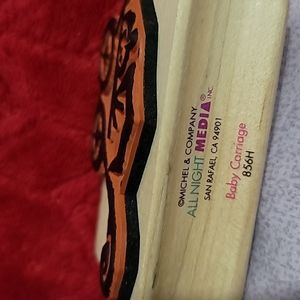 ©MICHEL & COMPANY
ALL NIGHT MEDIA® INC.
SAN RAFAEL, CA 94901
Baby Carriage
856H